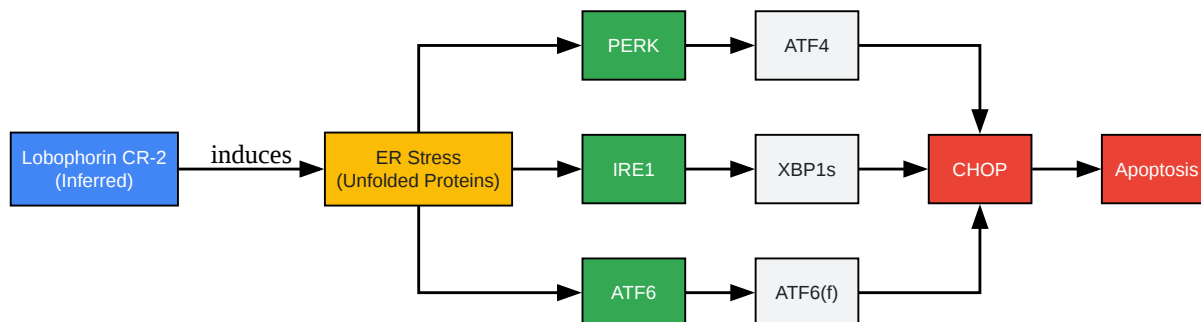 PERK
ATF4
Lobophorin CR-2
(Inferred)
induces
ER Stress
(Unfolded Proteins)
IRE1
XBP1s
CHOP
Apoptosis
ATF6
ATF6(f)